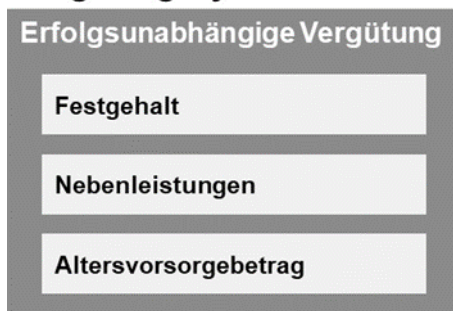 Erfolgsunabhängige Vergütung
Festgehalt
Nebenleistungen
Altersvorsorgebetrag